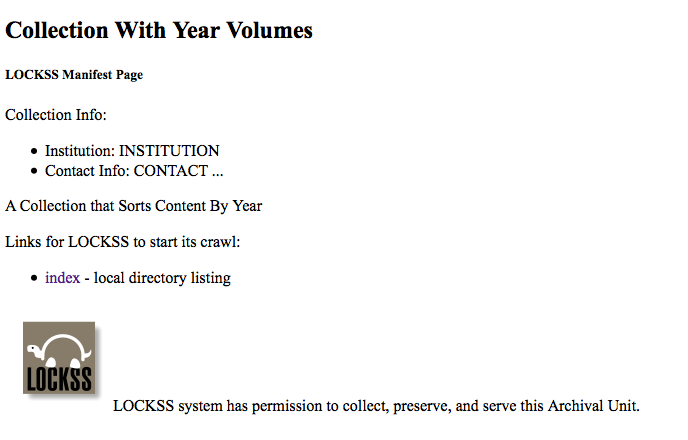 Collection With Year Volumes
LOCKSS Manifest Page
Collection Info:
Institution: INSTITUTION
Contact Info: CONTACT ...
A Collection that Sorts Content By Year
Links for LOCKSS to start its crawl:
index - local directory listing
LOCKSS
LOCKSS system has permission to collect, preserve, and serve this Archival Unit.